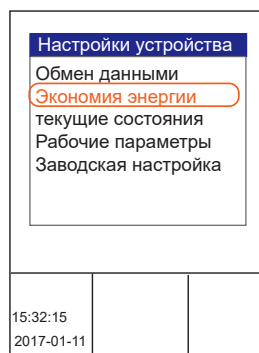 Настройки устройства
Обмен данными
Экономия энергии
текущие состояния
Рабочие параметры
Заводская настройка
15:32:15
2017-01-11